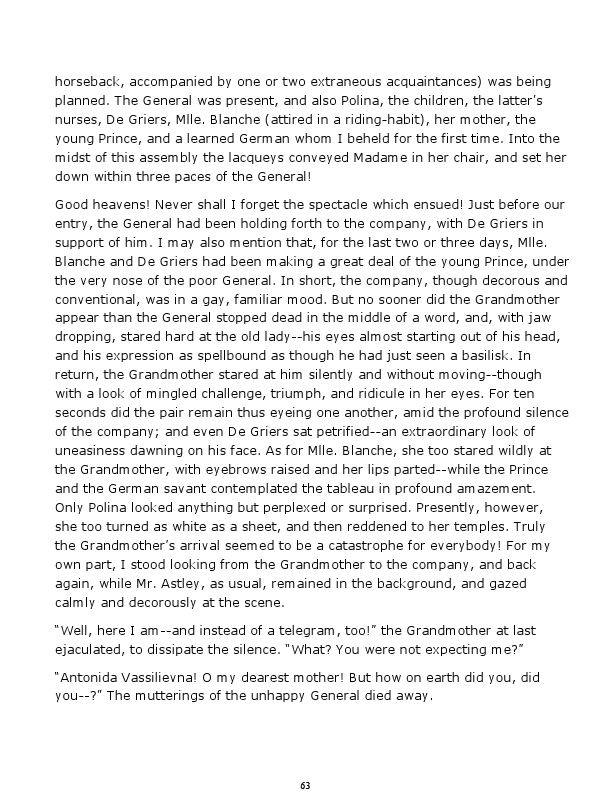 horseback, accompanied by one or two extraneous acquaintances) was being
planned. The General was present, and also Polina, the children, the latter's
nurses, De Griers, Mlle. Blanche (attired in a riding-habit), her mother, the
young Prince, and a learned German whom I beheld for the first time. Into the
midst of this assembly the lacqueys conveyed Madame in her chair, and set her
down within three paces of the General!
Good heavens! Never shall I forget the spectacle which ensued! Just before our
entry, the General had been holding forth to the company, with De Griers in
support of him. I may also mention that, for the last two or three days, Mlle.
Blanche and De Griers had been making a great deal of the young Prince, under
the very nose of the poor General. In short, the company, though decorous and
conventional, was in a gay, familiar mood. But no sooner did the Grandmother
appear than the General stopped dead in the middle of a word, and, with jaw
dropping, stared hard at the old lady--his eyes almost starting out of his head,
and his expression as spellbound as though he had just seen a basilisk. In
return, the Grandmother stared at him silently and without moving--though
with a look of mingled challenge, triumph, and ridicule in her eyes. For ten
seconds did the pair remain thus eyeing one another, amid the profound silence
of the company; and even De Griers sat petrified--an extraordinary look of
uneasiness dawning on his face. As for Mlle. Blanche, she too stared wildly at
the Grandmother, with eyebrows raised and her lips parted--while the Prince
and the German savant contemplated the tableau in profound amazement.
Only Polina looked anything but perplexed or surprised. Presently, however,
she too turned as white as a sheet, and then reddened to her temples. Truly
the Grandmother's arrival seemed to be a catastrophe for everybody! For my
own part, I stood looking from the Grandmother to the company, and back
again, while Mr. Astley, as usual, remained in the background, and gazed
calmly and decorously at the scene.
"Well, here I am--and instead of a telegram, too!" the Grandmother at last
ejaculated, to dissipate the silence. "What? You were not expecting me?"
"Antonida Vassilievna! O my dearest mother! But how on earth did you, did
you--?" The mutterings of the unhappy General died away.
63